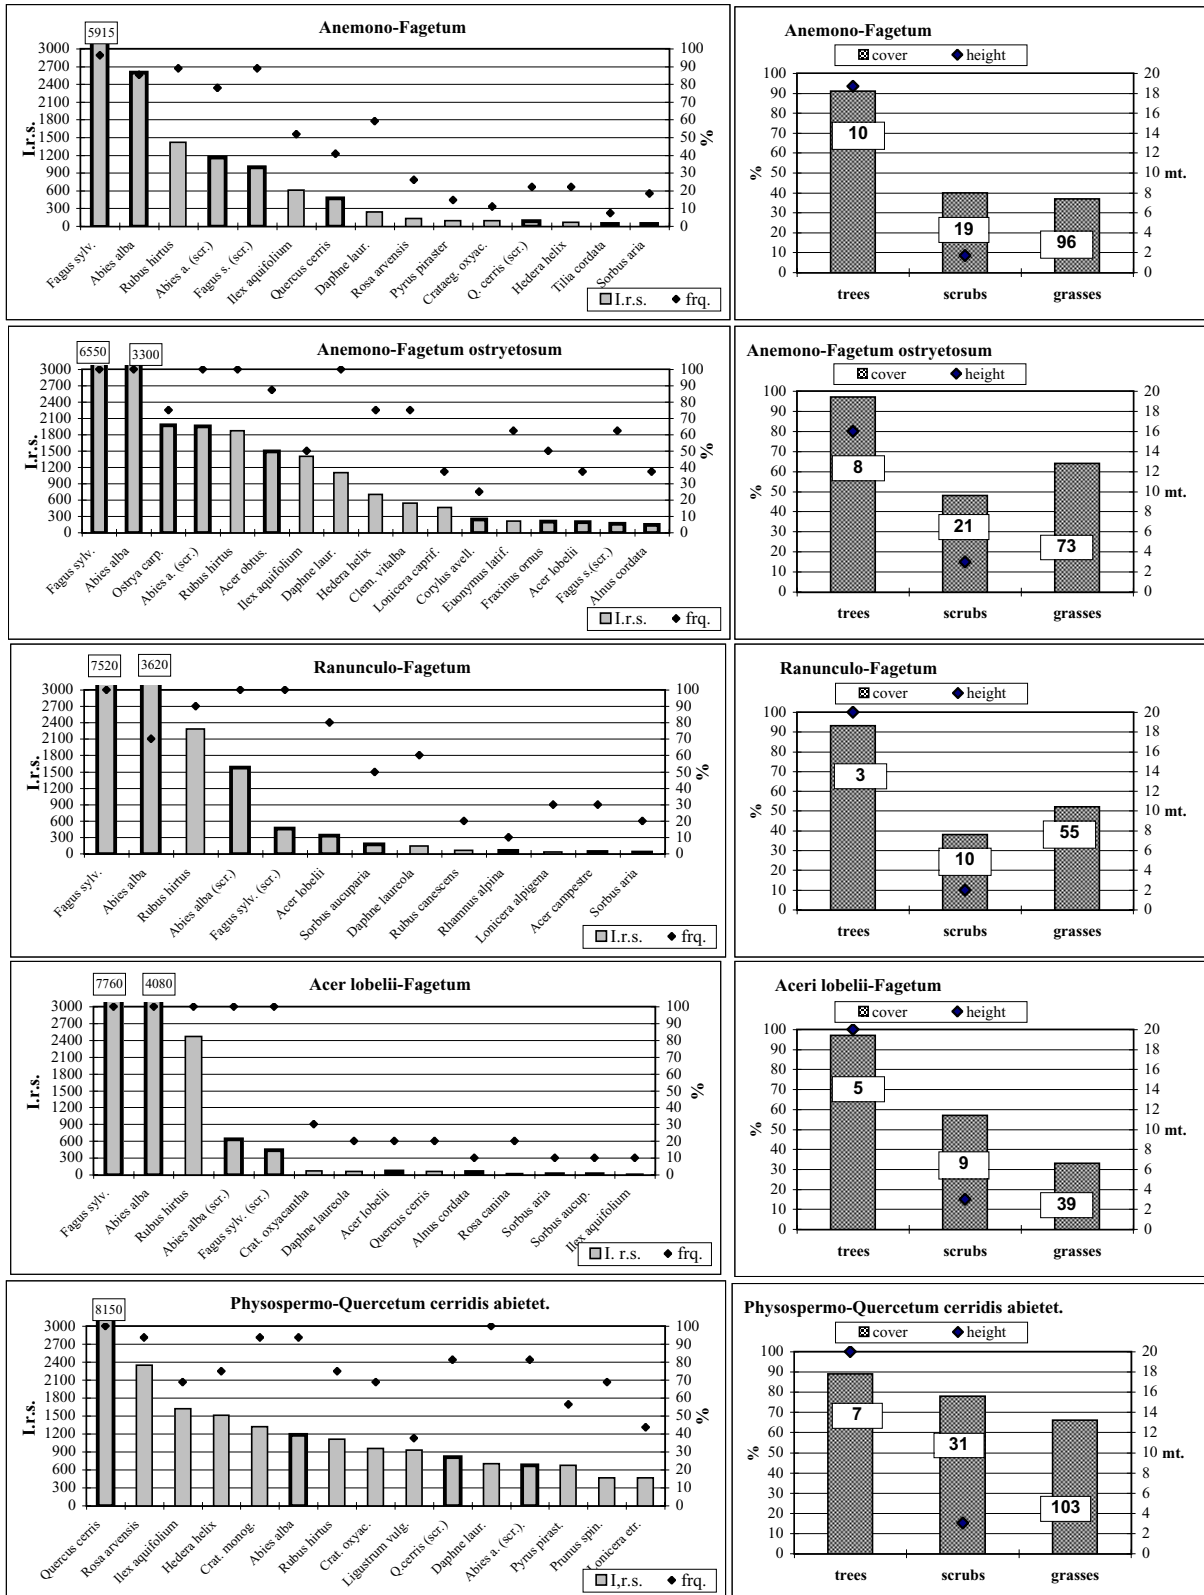 Anemono-Fagetum
5915
3000
2700
2400
2100
1800
1500
1200
900
600
300
0
I.r.s.
100
90
80
70
60
50
40
30
20
10
0
%
Fagus sylv.
Abies alba
Rubus hirtus
Abies a. (scr.)
Fagus s. (scr.)
Ilex aquifolium
Quercus cerris
Daphne laur.
Rosa arvensis
Pyrus piraster
Crataeg. oxyac.
Q. cerris (scr.)
Hedera helix
Tilia cordata
Sorbus aria
I.r.s. frq.
Anemono-Fagetum
cover height
100
90
80
70
60
50
40
30
20
10
0
%
20
18
16
14
12
10
8
6
4
2
0
mt.
10
19
96
trees scrubs grasses
Anemono-Fagetum ostryetosum
6550
3300
3000
2700
2400
2100
1800
1500
1200
900
600
300
0
I.r.s.
100
90
80
70
60
50
40
30
20
10
0
%
Fagus sylv.
Abies alba
Ostrya carp.
Abies a. (scr.)
Rubus hirtus
Acer obtus.
Ilex aquifolium
Daphne laur.
Hedera helix
Clem. vitalba
Lonicera caprif.
Corylus avell.
Euonymus latif.
Fraxinus ornus
Acer lobelii
Fagus s.(scr.)
Alnus cordata
I.r.s. frq.
Anemono-Fagetum ostryetosum
cover height
100
90
80
70
60
50
40
30
20
10
0
%
20
18
16
14
12
10
8
6
4
2
0
mt.
8
21
73
trees scrubs grasses
Ranunculo-Fagetum
7520
3620
3000
2700
2400
2100
1800
1500
1200
900
600
300
0
I.r.s.
100
90
80
70
60
50
40
30
20
10
0
%
Fagus sylv.
Abies alba
Rubus hirtus
Abies alba (scr.)
Fagus sylv. (scr.)
Acer lobelii
Sorbus aucuparia
Daphne laureola
Rubus canescens
Rhamnus alpina
Lonicera alpigena
Acer campestre
Sorbus aria
I.r.s. frq.
Ranunculo-Fagetum
cover height
100
90
80
70
60
50
40
30
20
10
0
%
20
18
16
14
12
10
8
6
4
2
0
mt.
3
10
55
trees scrubs grasses
Acer lobelii-Fagetum
7760
4080
3000
2700
2400
2100
1800
1500
1200
900
600
300
0
I.r.s.
100
90
80
70
60
50
40
30
20
10
0
%
Fagus sylv.
Abies alba
Rubus hirtus
Abies alba (scr.)
Fagus sylv. (scr.)
Crat. oxyacantha
Daphne laureola
Acer lobelii
Quercus cerris
Alnus cordata
Rosa canina
Sorbus aria
Sorbus aucup.
Ilex aquifolium
I. r.s. frq.
Aceri lobelii-Fagetum
cover height
100
90
80
70
60
50
40
30
20
10
0
%
20
18
16
14
12
10
8
6
4
2
0
mt.
5
9
39
trees scrubs grasses
Physospermo-Quercetum cerridis abietet.
8150
3000
2700
2400
2100
1800
1500
1200
900
600
300
0
I.r.s.
100
90
80
70
60
50
40
30
20
10
0
%
Quercus cerris
Rosa arvensis
Ilex aquifolium
Hedera helix
Crat. monog.
Abies alba
Rubus hirtus
Crat. oxyac.
Ligustrum vulg.
Q.cerris (scr.)
Daphne laur.
Abies a. (scr.).
Pyrus pirast.
Prunus spin.
Lonicera etr.
I,r.s. frq.
Physospermo-Quercetum cerridis abietet.
cover height
100
90
80
70
60
50
40
30
20
10
0
%
20
18
16
14
12
10
8
6
4
2
0
mt.
7
31
103
trees scrubs grasses